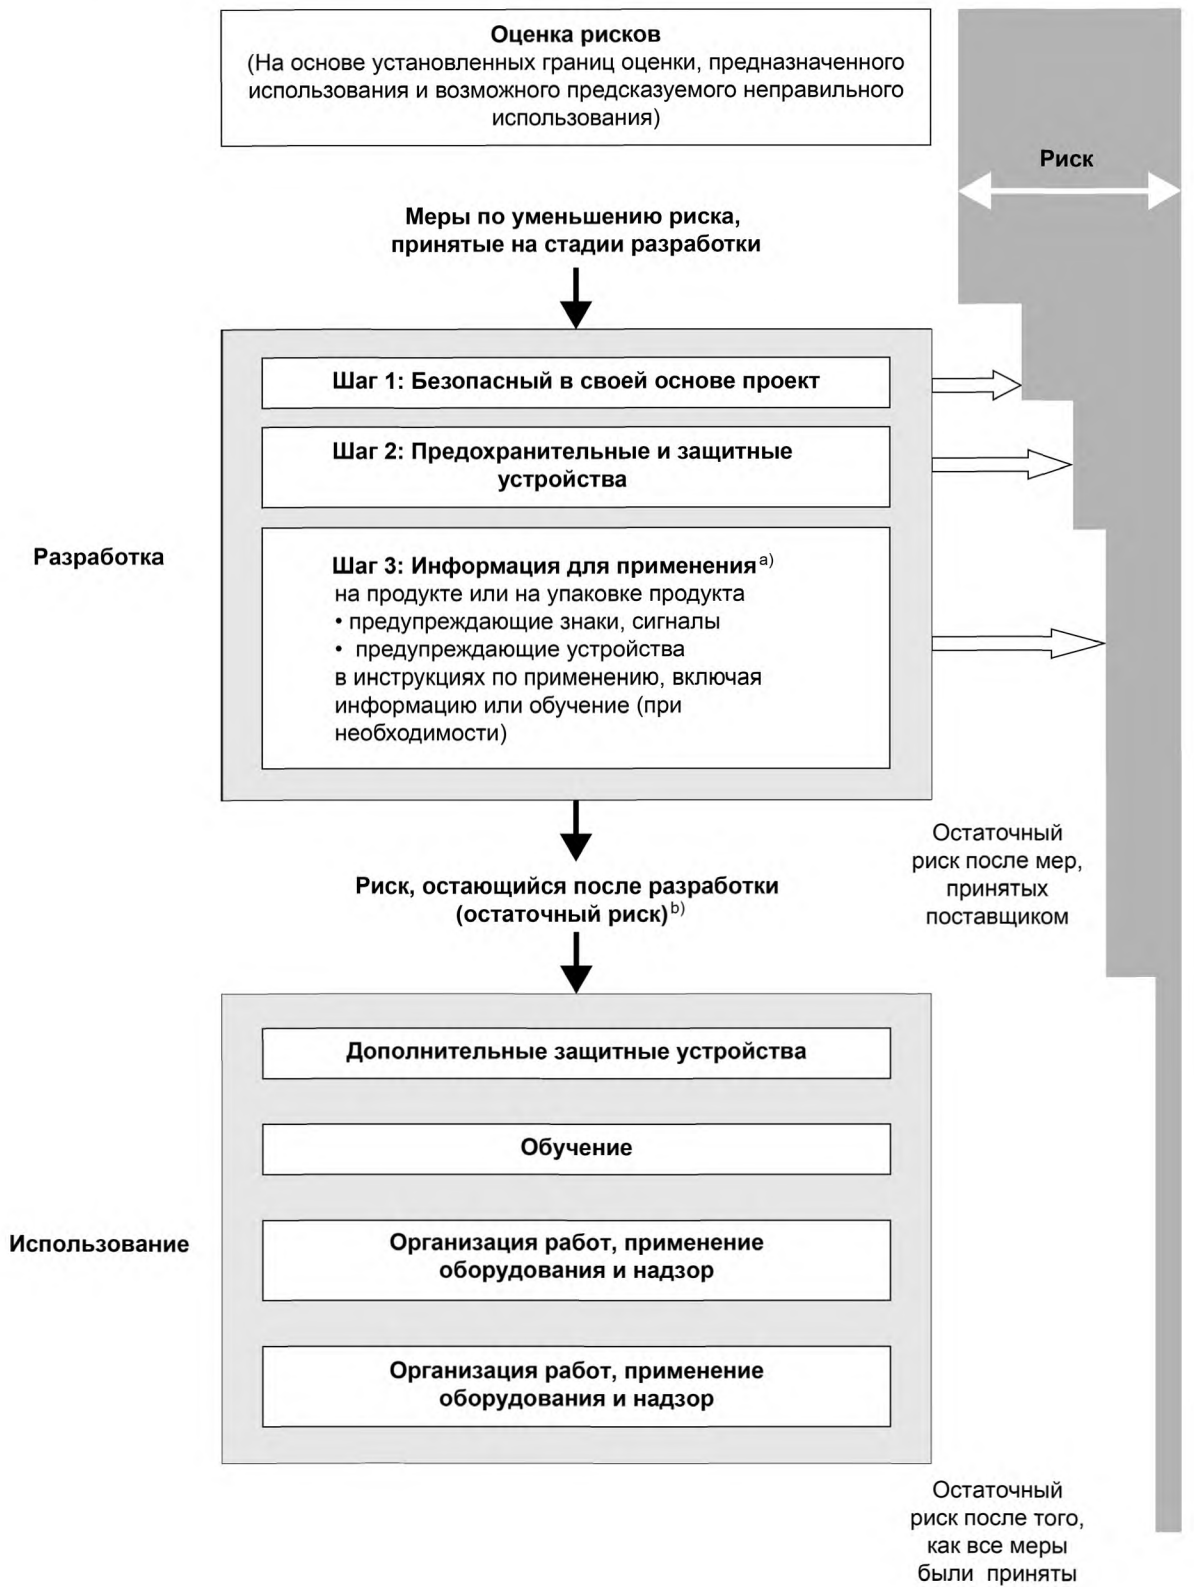 Оценка рисков
(На основе установленных границ оценки, предназначенного
использования и возможного предсказуемого неправильного
использования)
Риск
Меры по уменьшению риска,
принятые на стадии разработки
Шаг 1: Безопасный в своей основе проект
Шаг 2: Предохранительные и защитные
устройства
Разработка
Шаг 3: Информация для примененияa)
на продукте или на упаковке продукта
• предупреждающие знаки, сигналы
• предупреждающие устройства
в инструкциях по применению, включая
информацию или обучение (при
необходимости)
Остаточный
риск после мер,
принятых
поставщиком
Риск, остающийся после разработки
(остаточный риск)b)
Дополнительные защитные устройства
Обучение
Использование
Организация работ, применение
оборудования и надзор
Организация работ, применение
оборудования и надзор
Остаточный
риск после того,
как все меры
были приняты